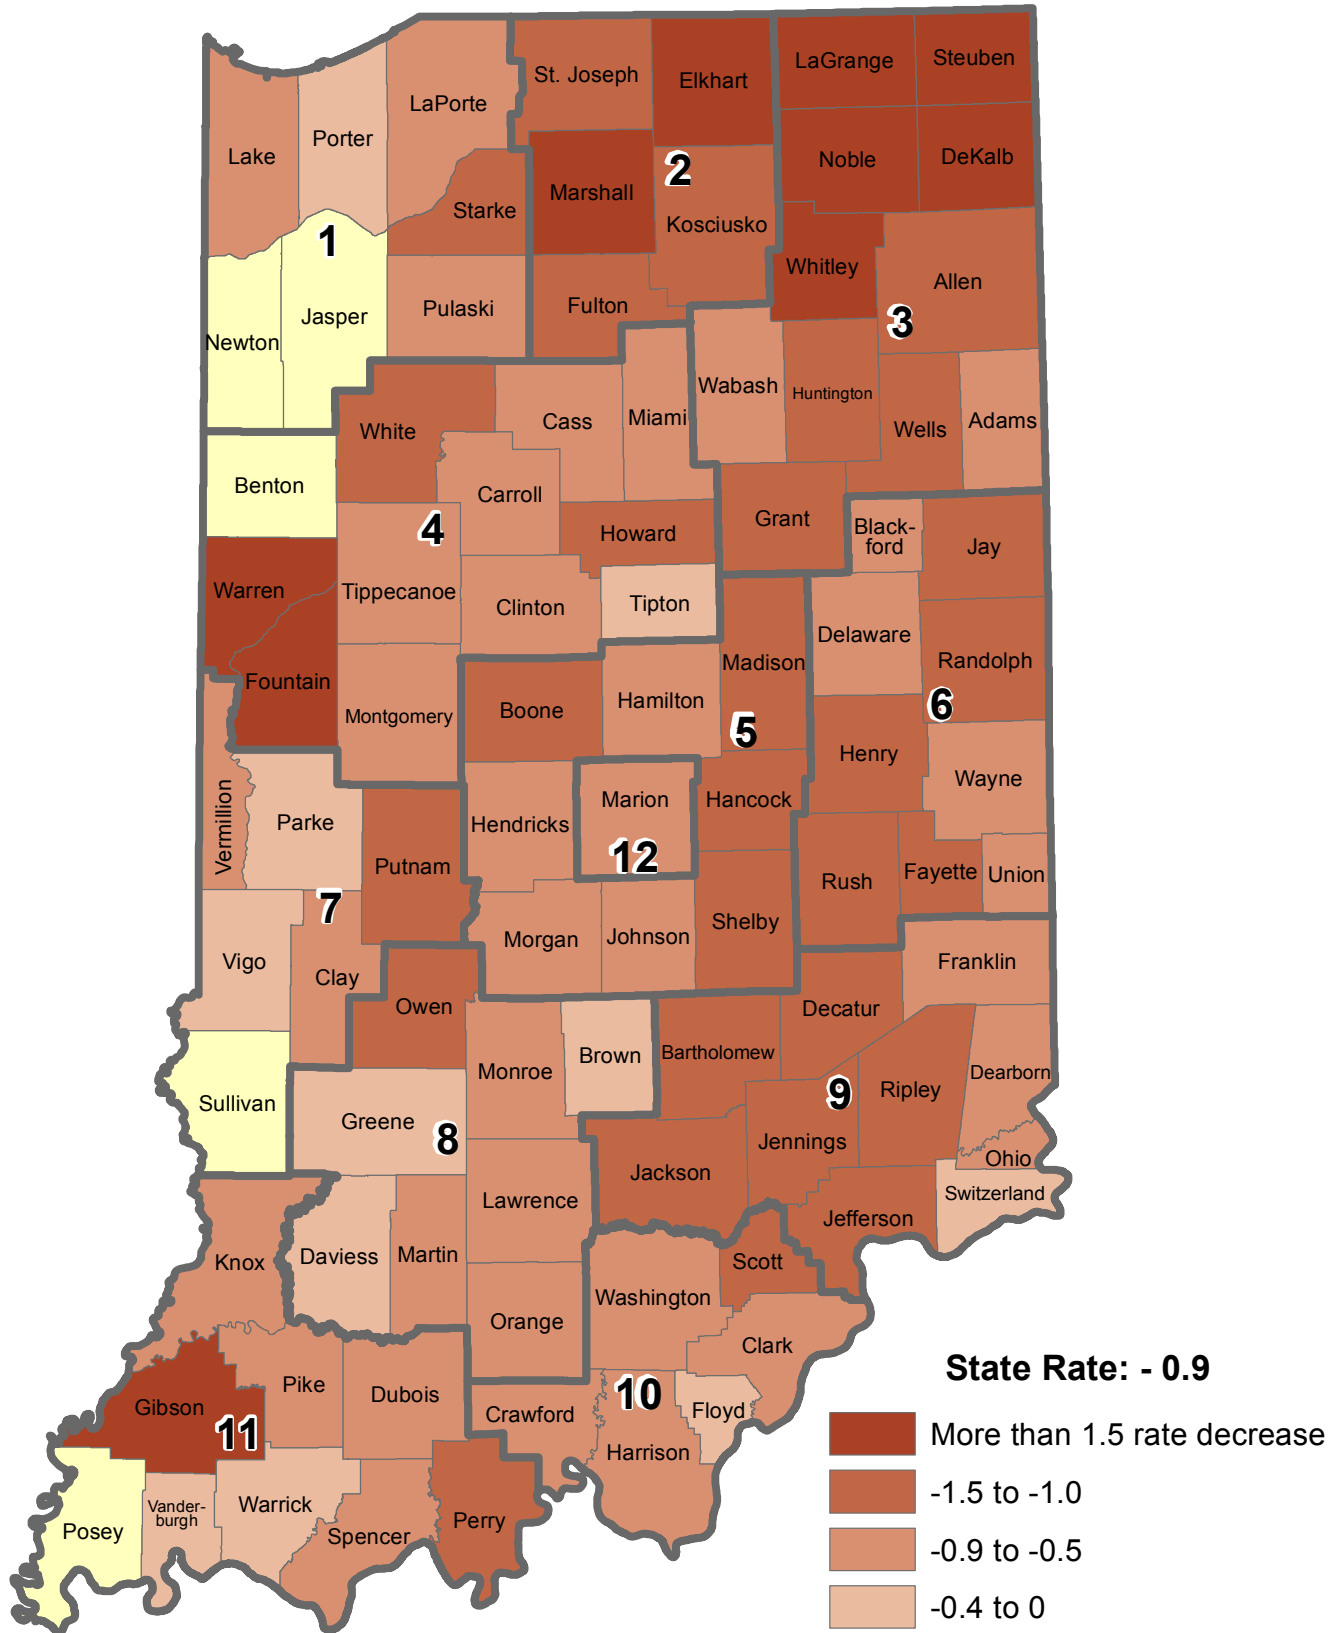 LaGrange
Steuben
St. Joseph
Elkhart
LaPorte
Porter
Lake
Noble
DeKalb
Marshall
2
Starke
Kosciusko
1
Whitley
Allen
Jasper
Pulaski
Fulton
3
Newton
Wabash
Huntington
Miami
Cass
White
Wells
Adams
Benton
Carroll
4
Howard
Grant
Black-
ford
Jay
Warren
Tippecanoe
Clinton
Tipton
Delaware
Madison
Randolph
Fountain
Hamilton
Boone
Montgomery
5
6
Henry
Wayne
Vermillion
Parke
Hendricks
Marion
Hancock
12
Putnam
Rush
Fayette
Union
7
Shelby
Morgan
Johnson
Vigo
Clay
Franklin
Owen
Decatur
Brown
Bartholomew
Monroe
Dearborn
Sullivan
9
Ripley
Greene
8
Jennings
Jackson
Ohio
Switzerland
Lawrence
Jefferson
Knox
Daviess
Martin
Scott
Washington
Orange
Clark
Pike
Dubois
10
Gibson
11
Crawford
Floyd
Harrison
Posey
Vander-
burgh
Warrick
Spencer
Perry
State Rate: - 0.9
More than 1.5 rate decrease
-1.5 to -1.0
-0.9 to -0.5
-0.4 to 0